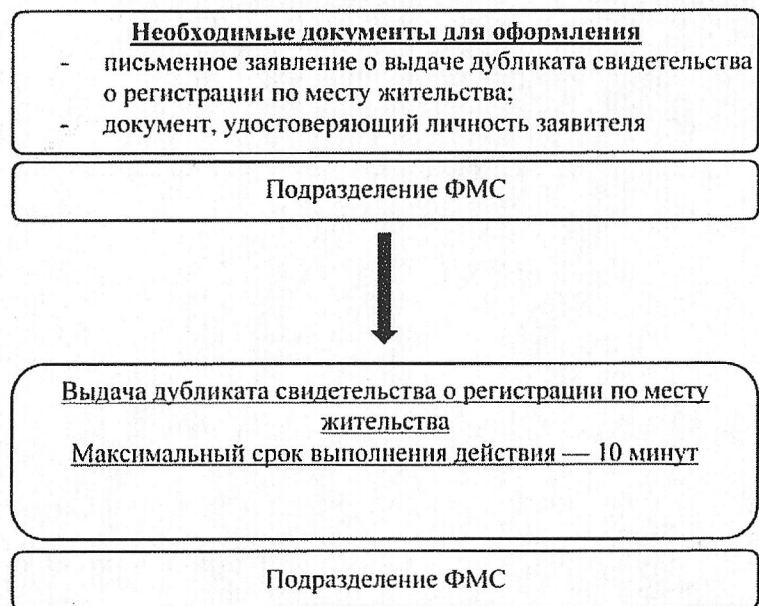 Необходимые документы для оформления
- письменное заявление о выдаче дубликата свидетельства
о регистрации по месту жительства;
- документ, удостоверяющий личность заявителя
Подразделение ФМС
Выдача дубликата свидетельства о регистрации по месту
жительства
Максимальный срок выполнения действия — 10 минут
Подразделение ФМС